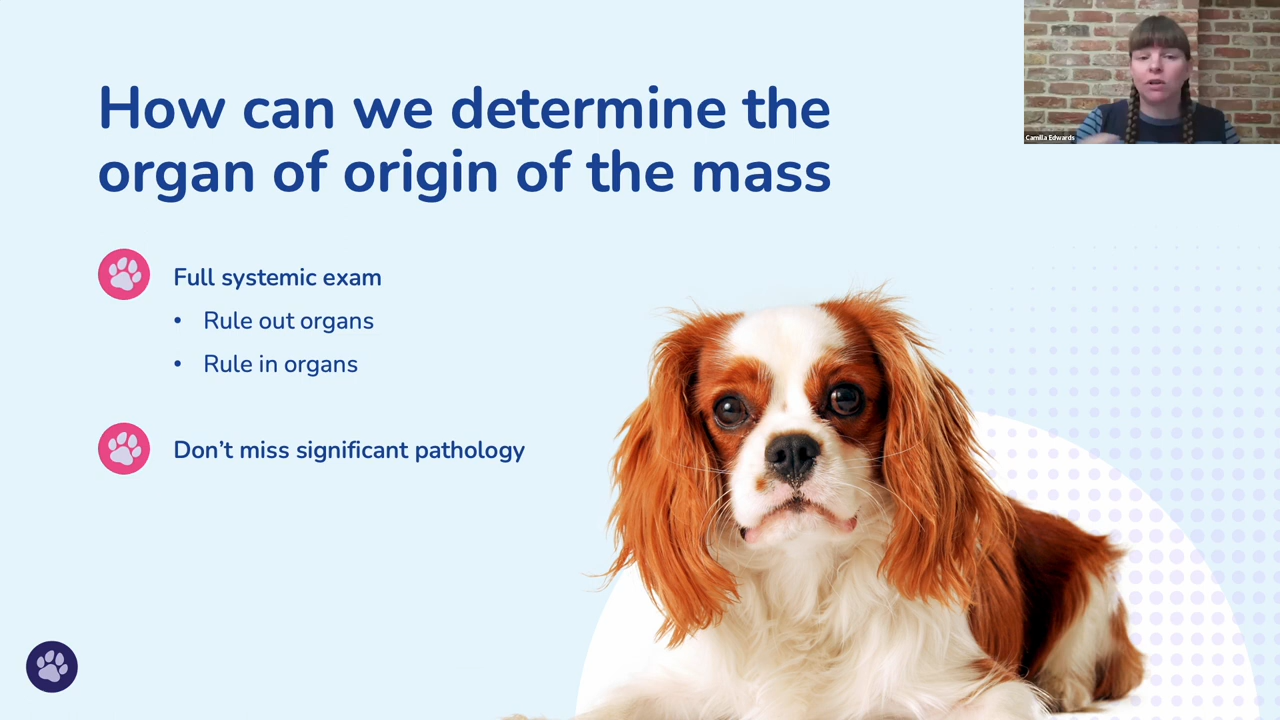 How can we determine the
organ of origin of the mass
Full systemic exam
• Rule out organs
• Rule in organs
Don't miss significant pathology
Camilla Edwards